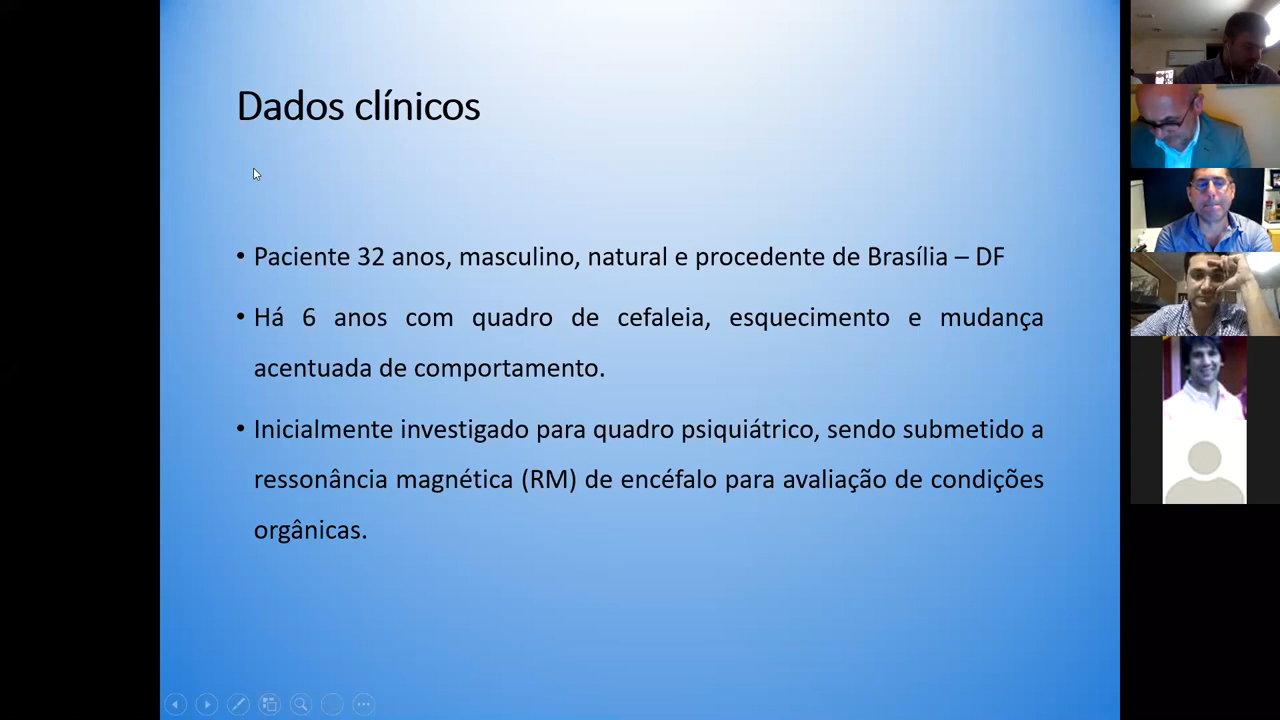 Dados clínicos
• Paciente 32 anos, masculino, natural e procedente de Brasília – DF
• Há 6 anos com quadro de cefaleia, esquecimento e mudança
acentuada de comportamento.
• Inicialmente investigado para quadro psiquiátrico, sendo submetido a
ressonância magnética (RM) de encéfalo para avaliação de condições
orgânicas.